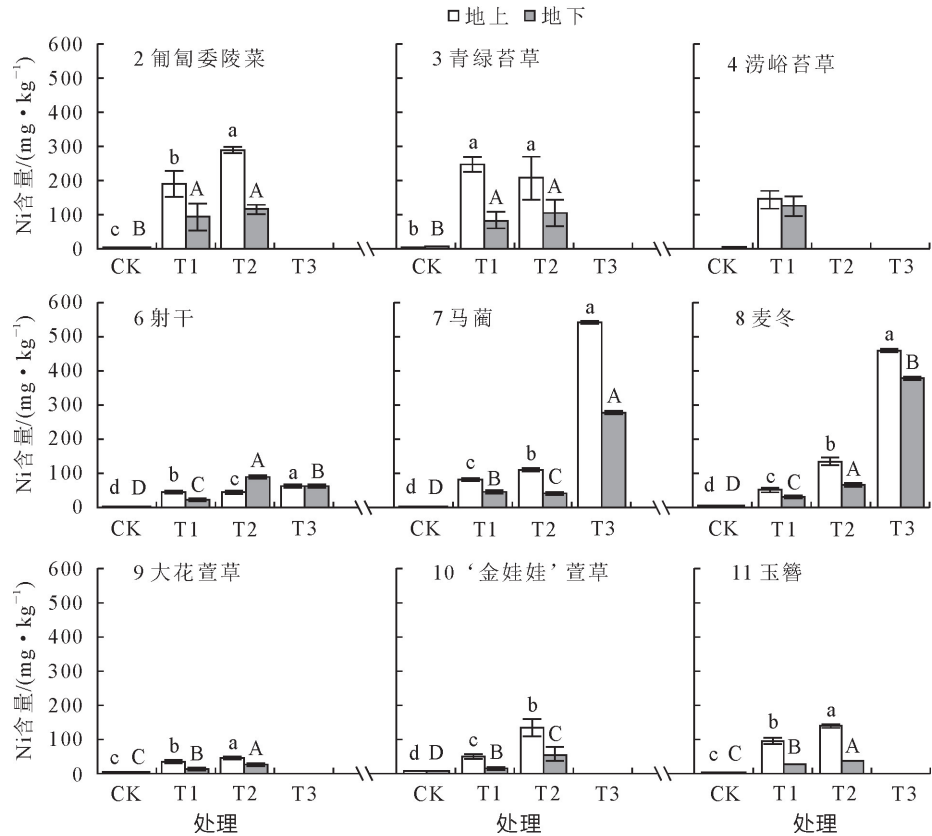 □地上 ■地下
2 匍匐委陵菜 3 青绿苔草 4 涝峪苔草
Ni含量/(mg·kg⁻¹)
600
500
400
300
200
100
0
c B b A a A
b B a A a A
CK T1 T2 T3 CK T1 T2 T3 CK T1 T2 T3
6 射干 7 马蔺 8 麦冬
Ni含量/(mg·kg⁻¹)
600
500
400
300
200
100
0
d D b C c A a B
d D c B b C a A
d D c C b A a B
CK T1 T2 T3 CK T1 T2 T3 CK T1 T2 T3
9 大花萱草 10 ‘金娃娃’萱草 11 玉簪
Ni含量/(mg·kg⁻¹)
600
500
400
300
200
100
0
c C b B a A
d D c B b C
c C b B a A
CK T1 T2 T3 CK T1 T2 T3 CK T1 T2 T3
处理 处理 处理